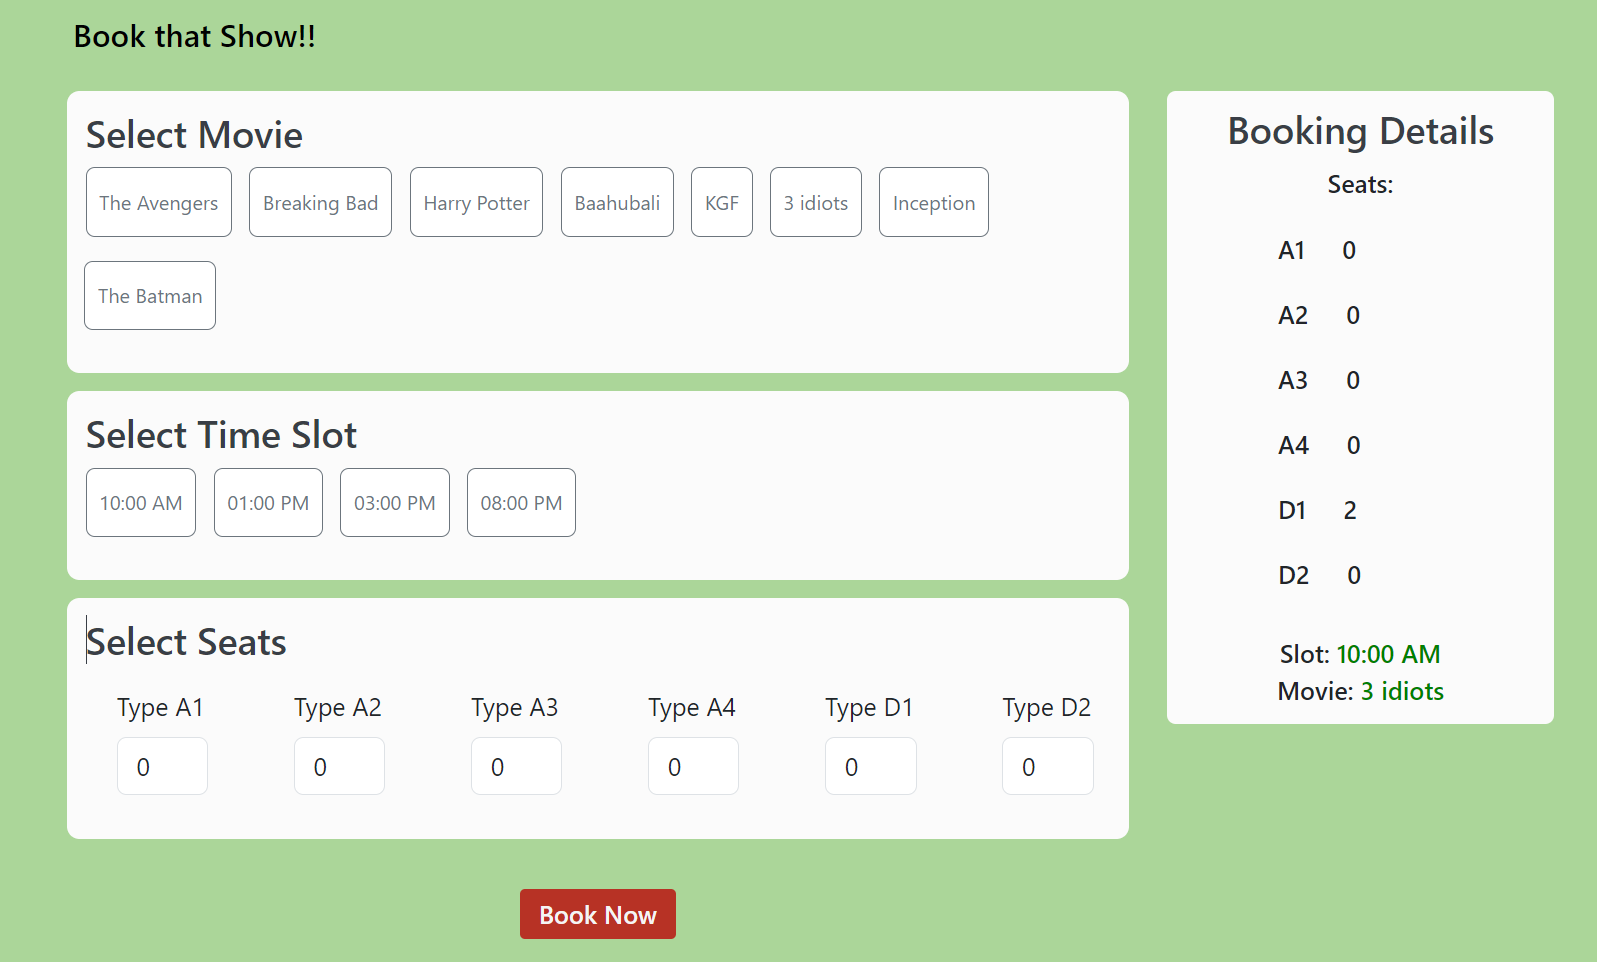 Book that Show!!
Select Movie
The Avengers Breaking Bad Harry Potter Baahubali KGF 3 idiots Inception
The Batman
Select Time Slot
10:00 AM 01:00 PM 03:00 PM 08:00 PM
Select Seats
Type A1 Type A2 Type A3 Type A4 Type D1 Type D2
0 0 0 0 0 0
Book Now
Booking Details
Seats:
A1 0
A2 0
A3 0
A4 0
D1 2
D2 0
Slot: 10:00 AM
Movie: 3 idiots